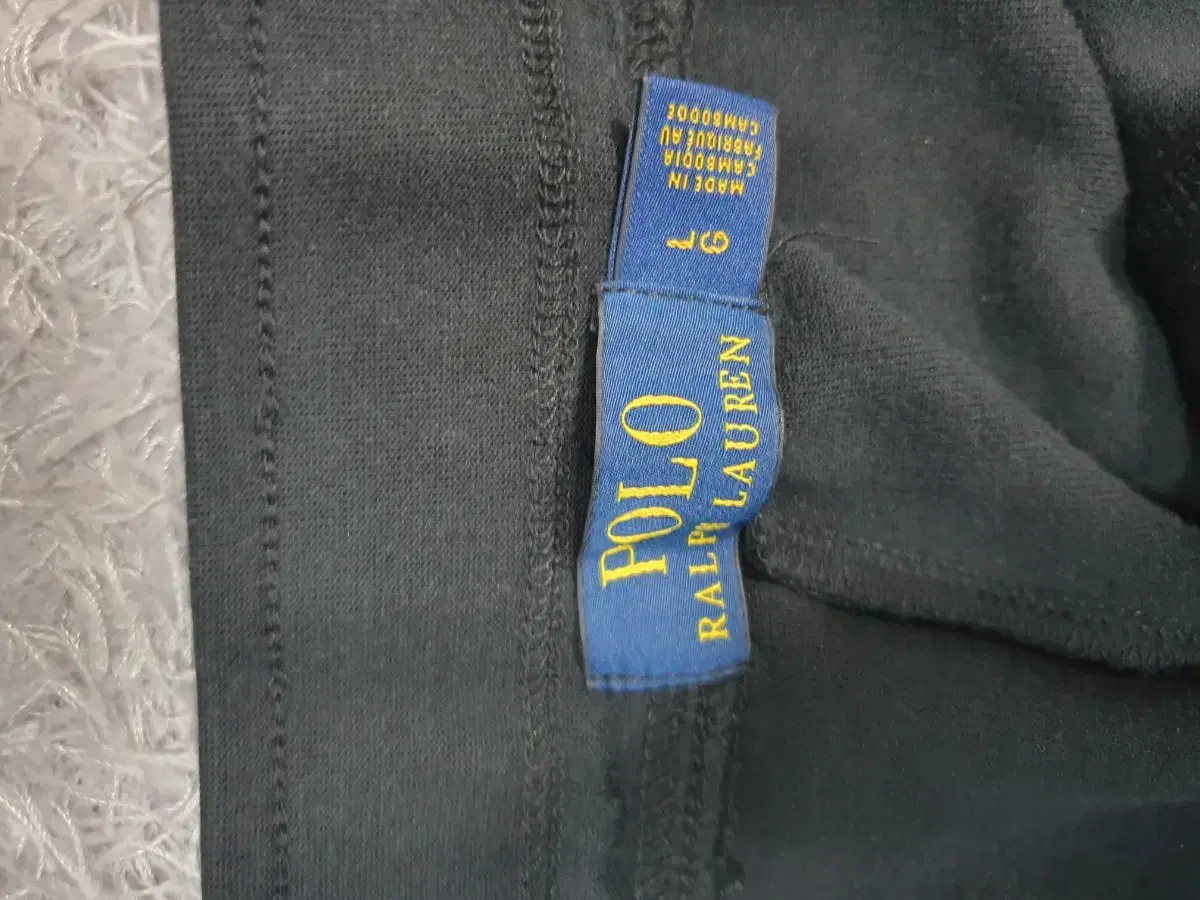 POLO
RALPH LAUREN
L
G
MADE IN
CAMBODIA
FABRIQUÉ AU
CAMBODGE